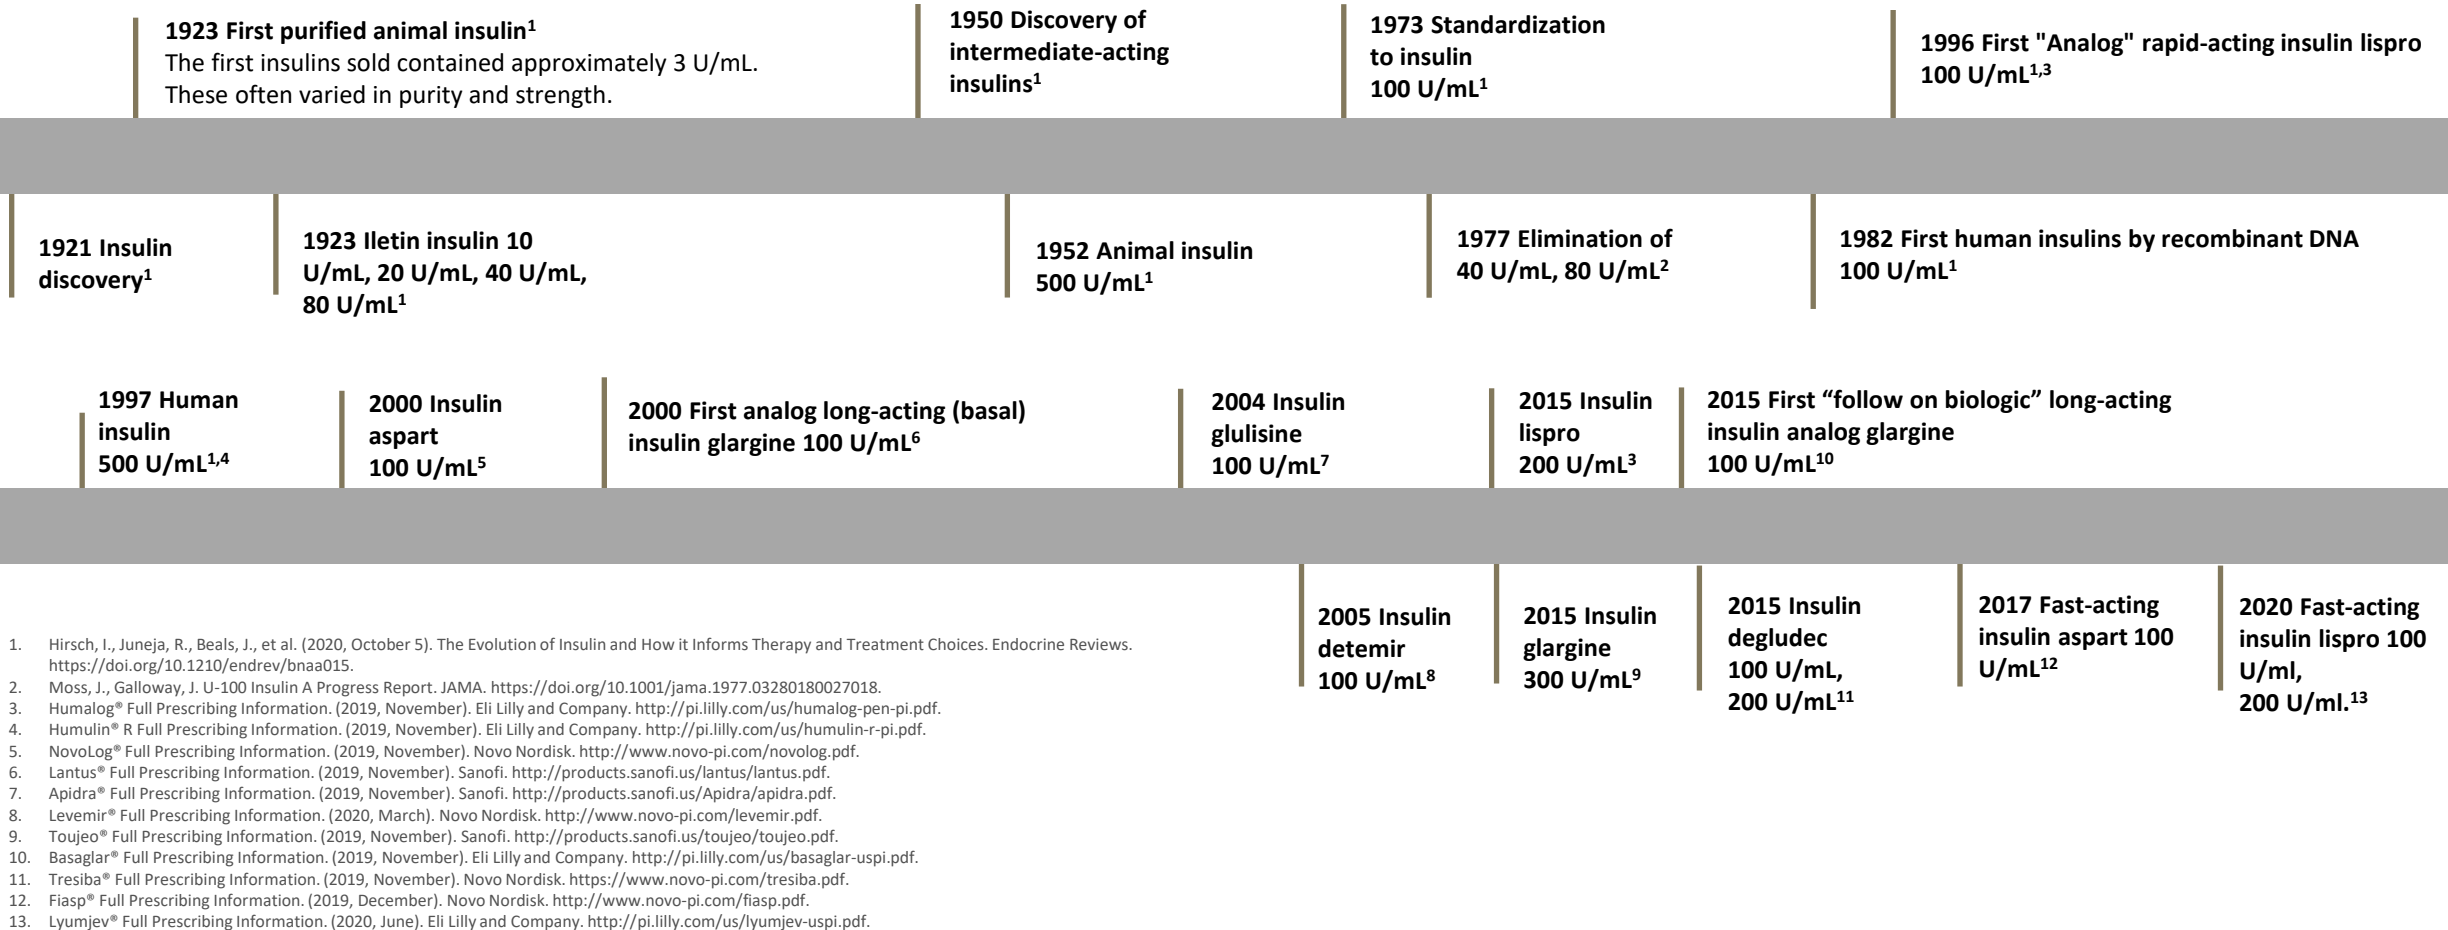 1923 First purified animal insulin¹
The first insulins sold contained approximately 3 U/mL.
These often varied in purity and strength.
1950 Discovery of
intermediate-acting
insulins¹
1973 Standardization
to insulin
100 U/mL¹
1996 First "Analog" rapid-acting insulin lispro
100 U/mL¹,³
1921 Insulin
discovery¹
1923 Iletin insulin 10
U/mL, 20 U/mL, 40 U/mL,
80 U/mL¹
1952 Animal insulin
500 U/mL¹
1977 Elimination of
40 U/mL, 80 U/mL²
1982 First human insulins by recombinant DNA
100 U/mL¹
1997 Human
insulin
500 U/mL¹,⁴
2000 Insulin
aspart
100 U/mL⁵
2000 First analog long-acting (basal)
insulin glargine 100 U/mL⁶
2004 Insulin
glulisine
100 U/mL⁷
2015 Insulin
lispro
200 U/mL³
2015 First “follow on biologic” long-acting
insulin analog glargine
100 U/mL¹⁰
2005 Insulin
detemir
100 U/mL⁸
2015 Insulin
glargine
300 U/mL⁹
2015 Insulin
degludec
100 U/mL,
200 U/mL¹¹
2017 Fast-acting
insulin aspart 100
U/mL¹²
2020 Fast-acting
insulin lispro 100
U/ml,
200 U/ml.¹³
1. Hirsch, I., Juneja, R., Beals, J., et al. (2020, October 5). The Evolution of Insulin and How it Informs Therapy and Treatment Choices. Endocrine Reviews.
https://doi.org/10.1210/endrev/bnaa015.
2. Moss, J., Galloway, J. U-100 Insulin A Progress Report. JAMA. https://doi.org/10.1001/jama.1977.03280180027018.
3. Humalog® Full Prescribing Information. (2019, November). Eli Lilly and Company. http://pi.lilly.com/us/humalog-pen-pi.pdf.
4. Humulin® R Full Prescribing Information. (2019, November). Eli Lilly and Company. http://pi.lilly.com/us/humulin-r-pi.pdf.
5. NovoLog® Full Prescribing Information. (2019, November). Novo Nordisk. http://www.novo-pi.com/novolog.pdf.
6. Lantus® Full Prescribing Information. (2019, November). Sanofi. http://products.sanofi.us/lantus/lantus.pdf.
7. Apidra® Full Prescribing Information. (2019, November). Sanofi. http://products.sanofi.us/Apidra/apidra.pdf.
8. Levemir® Full Prescribing Information. (2020, March). Novo Nordisk. http://www.novo-pi.com/levemir.pdf.
9. Toujeo® Full Prescribing Information. (2019, November). Sanofi. http://products.sanofi.us/toujeo/toujeo.pdf.
10. Basaglar® Full Prescribing Information. (2019, November). Eli Lilly and Company. http://pi.lilly.com/us/basaglar-uspi.pdf.
11. Tresiba® Full Prescribing Information. (2019, November). Novo Nordisk. https://www.novo-pi.com/tresiba.pdf.
12. Fiasp® Full Prescribing Information. (2019, December). Novo Nordisk. http://www.novo-pi.com/fiasp.pdf.
13. Lyumjev® Full Prescribing Information. (2020, June). Eli Lilly and Company. http://pi.lilly.com/us/lyumjev-uspi.pdf.